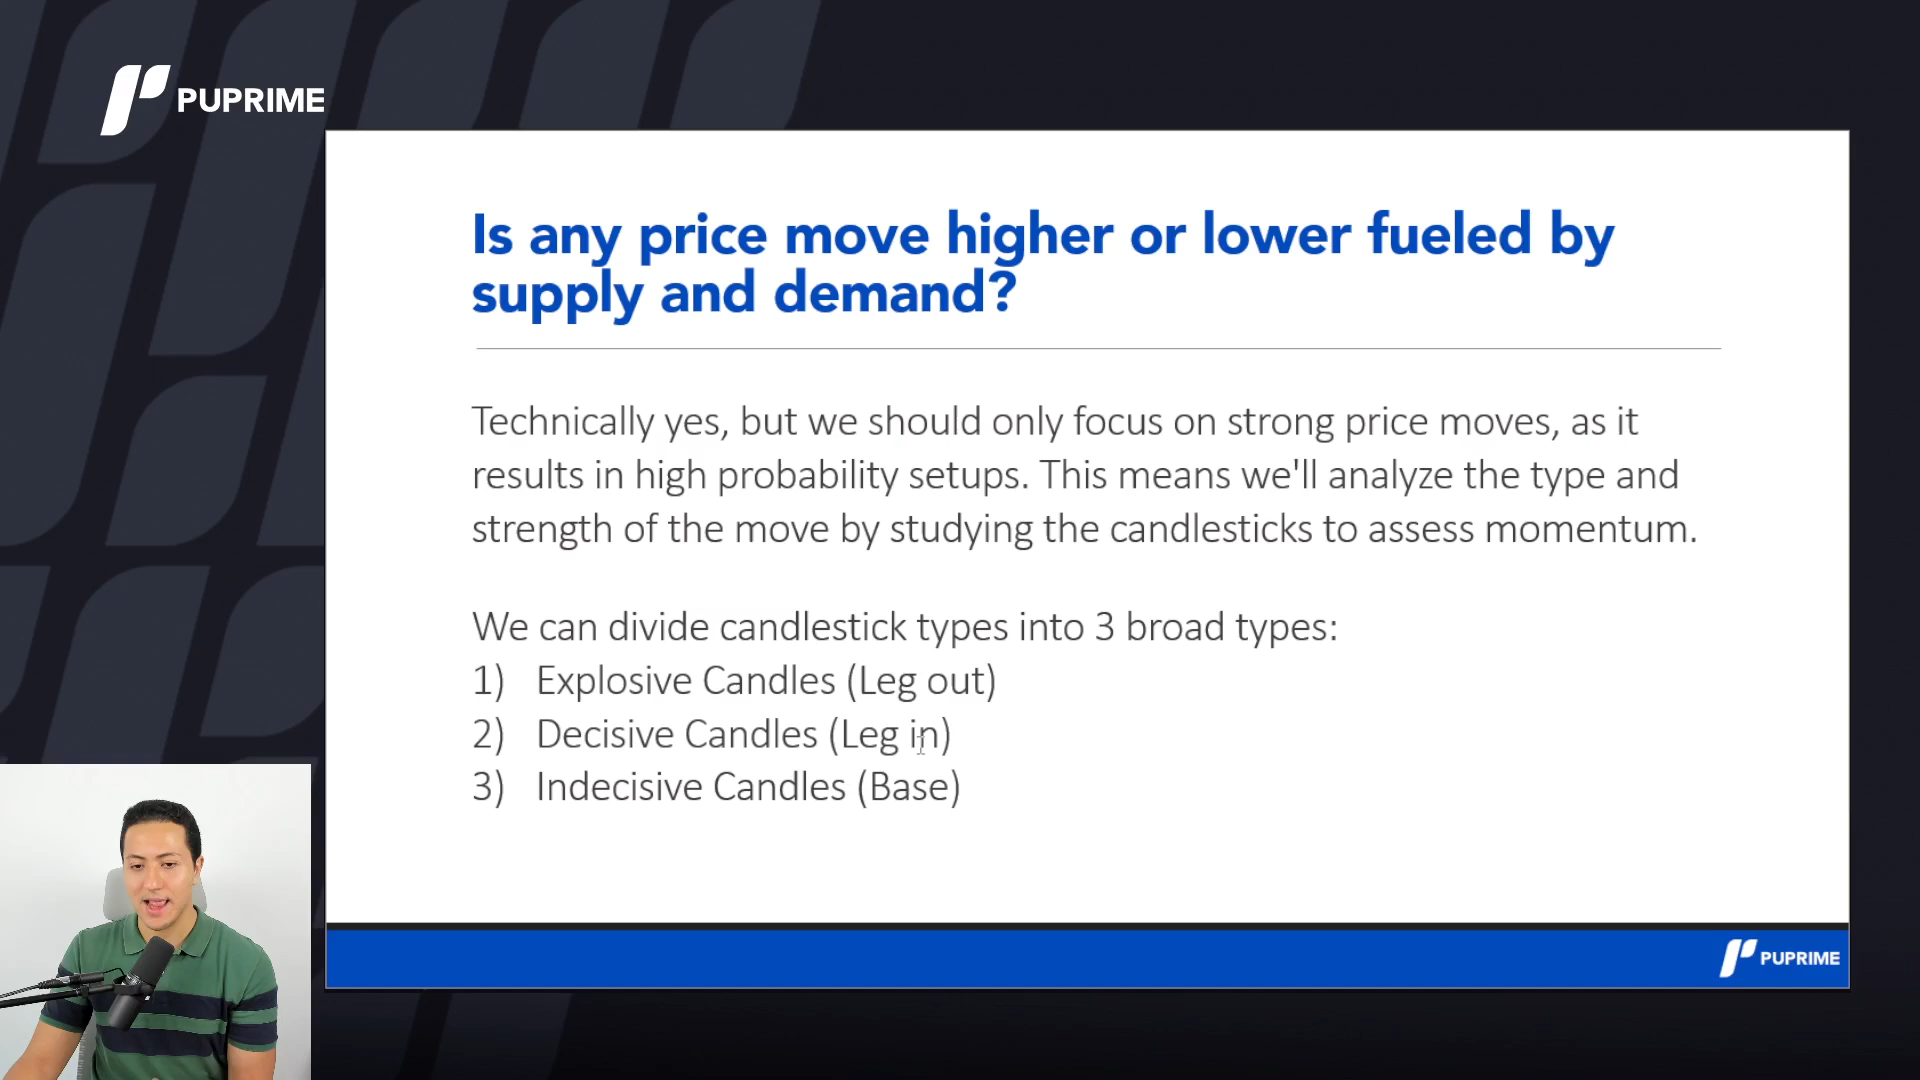 PUPRIME
Is any price move higher or lower fueled by
supply and demand?
Technically yes, but we should only focus on strong price moves, as it
results in high probability setups. This means we'll analyze the type and
strength of the move by studying the candlesticks to assess momentum.
We can divide candlestick types into 3 broad types:
1) Explosive Candles (Leg out)
2) Decisive Candles (Leg in)
3) Indecisive Candles (Base)
PUPRIME